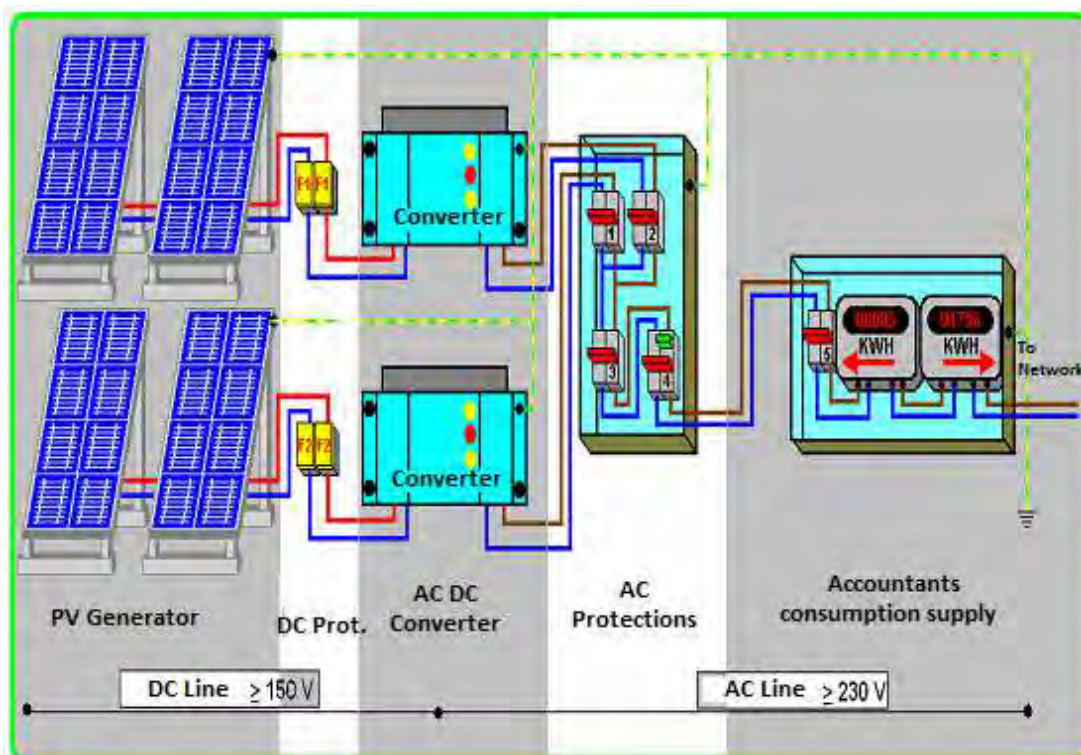 F1 F1
Converter
1
2
3
4
5
KWH
KWH
To
Network
F2 F2
Converter
PV Generator
DC Prot.
AC DC
Converter
AC
Protections
Accountants
consumption supply
DC Line ≥ 150 V
AC Line ≥ 230 V